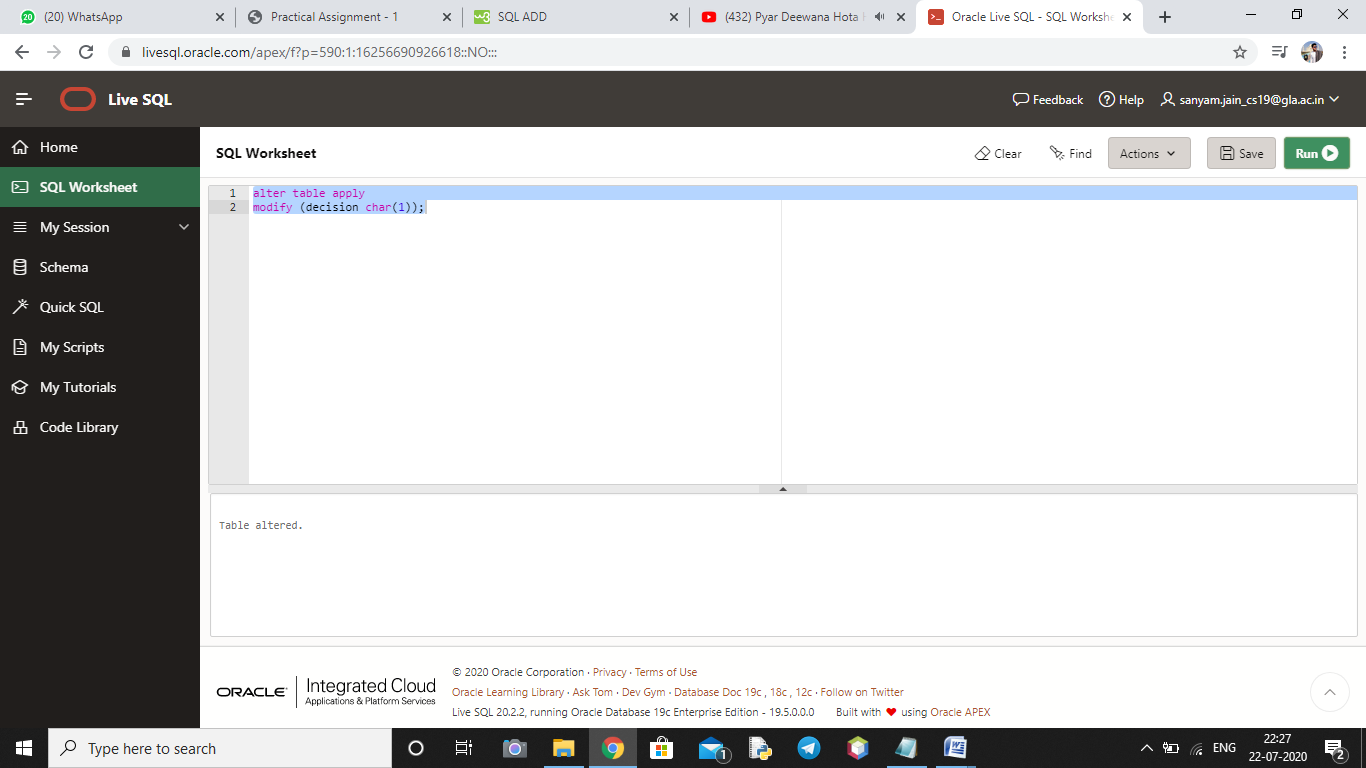 (20) WhatsApp
Practical Assignment - 1
SQL ADD
(432) Pyar Deewana Hota
Oracle Live SQL - SQL Workshe
livesql.oracle.com/apex/f?p=590:1:16256690926618::NO:::
Live SQL
Feedback
Help
sanyam.jain_cs19@gla.ac.in
Home
SQL Worksheet
My Session
Schema
Quick SQL
My Scripts
My Tutorials
Code Library
SQL Worksheet
Clear
Find
Actions
Save
Run
1 alter table apply
2 modify (decision char(1));
Table altered.
ORACLE
Integrated Cloud
Applications & Platform Services
© 2020 Oracle Corporation · Privacy · Terms of Use
Oracle Learning Library · Ask Tom · Dev Gym · Database Doc 19c , 18c , 12c · Follow on Twitter
Live SQL 20.2.2, running Oracle Database 19c Enterprise Edition - 19.5.0.0.0 Built with ❤ using Oracle APEX
Type here to search
1
ENG
22:27
22-07-2020
2